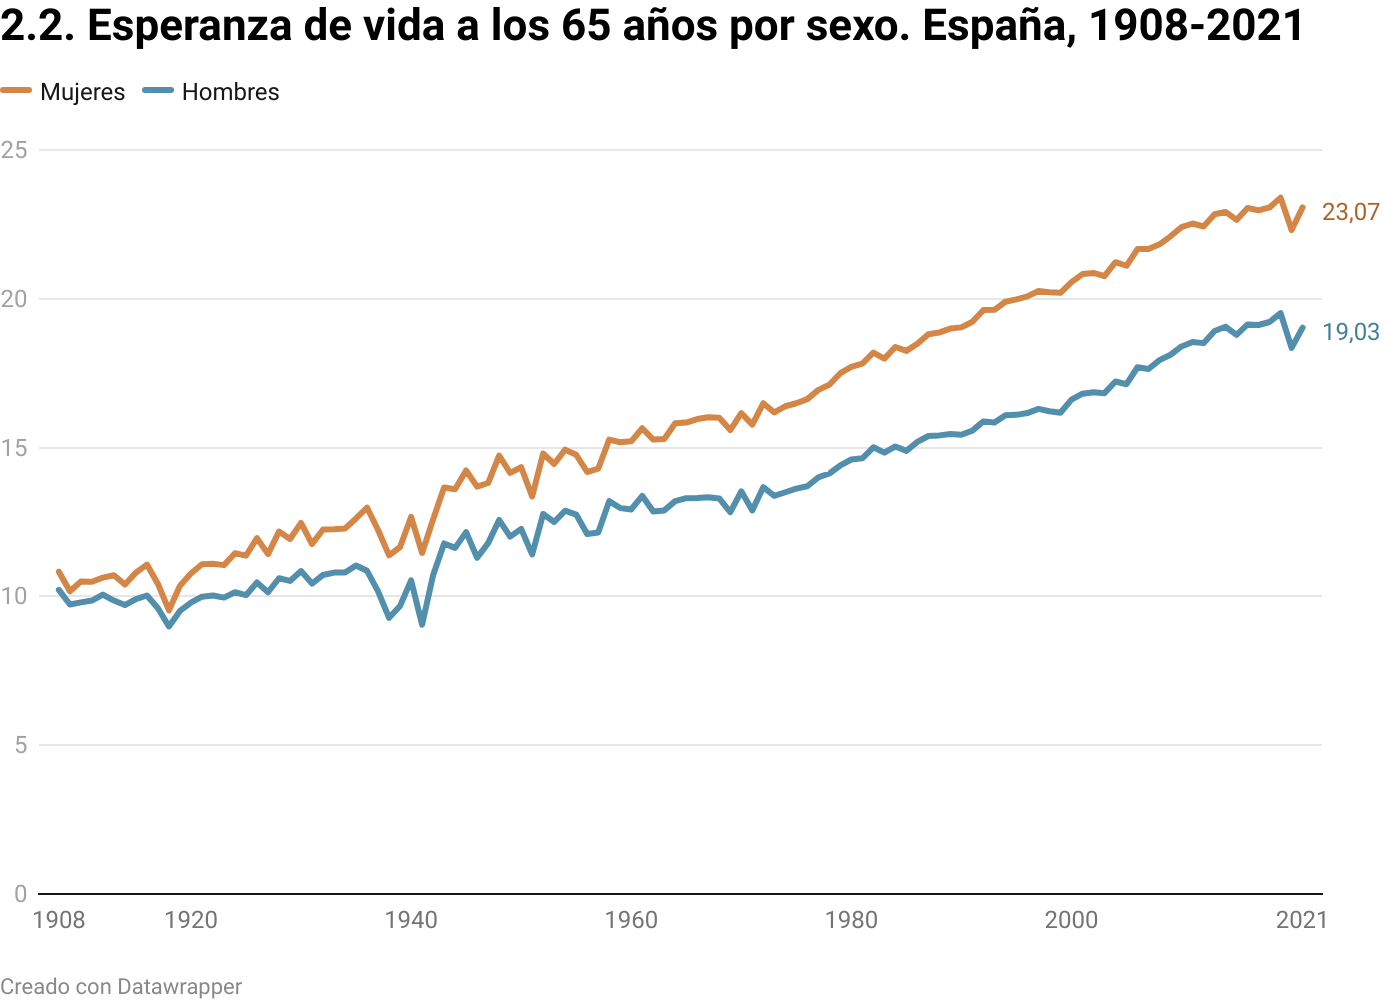 2.2. Esperanza de vida a los 65 años por sexo. España, 1908-2021
Mujeres Hombres
25
23,07
20
19,03
15
10
5
0
1908 1920 1940 1960 1980 2000 2021
Creado con Datawrapper